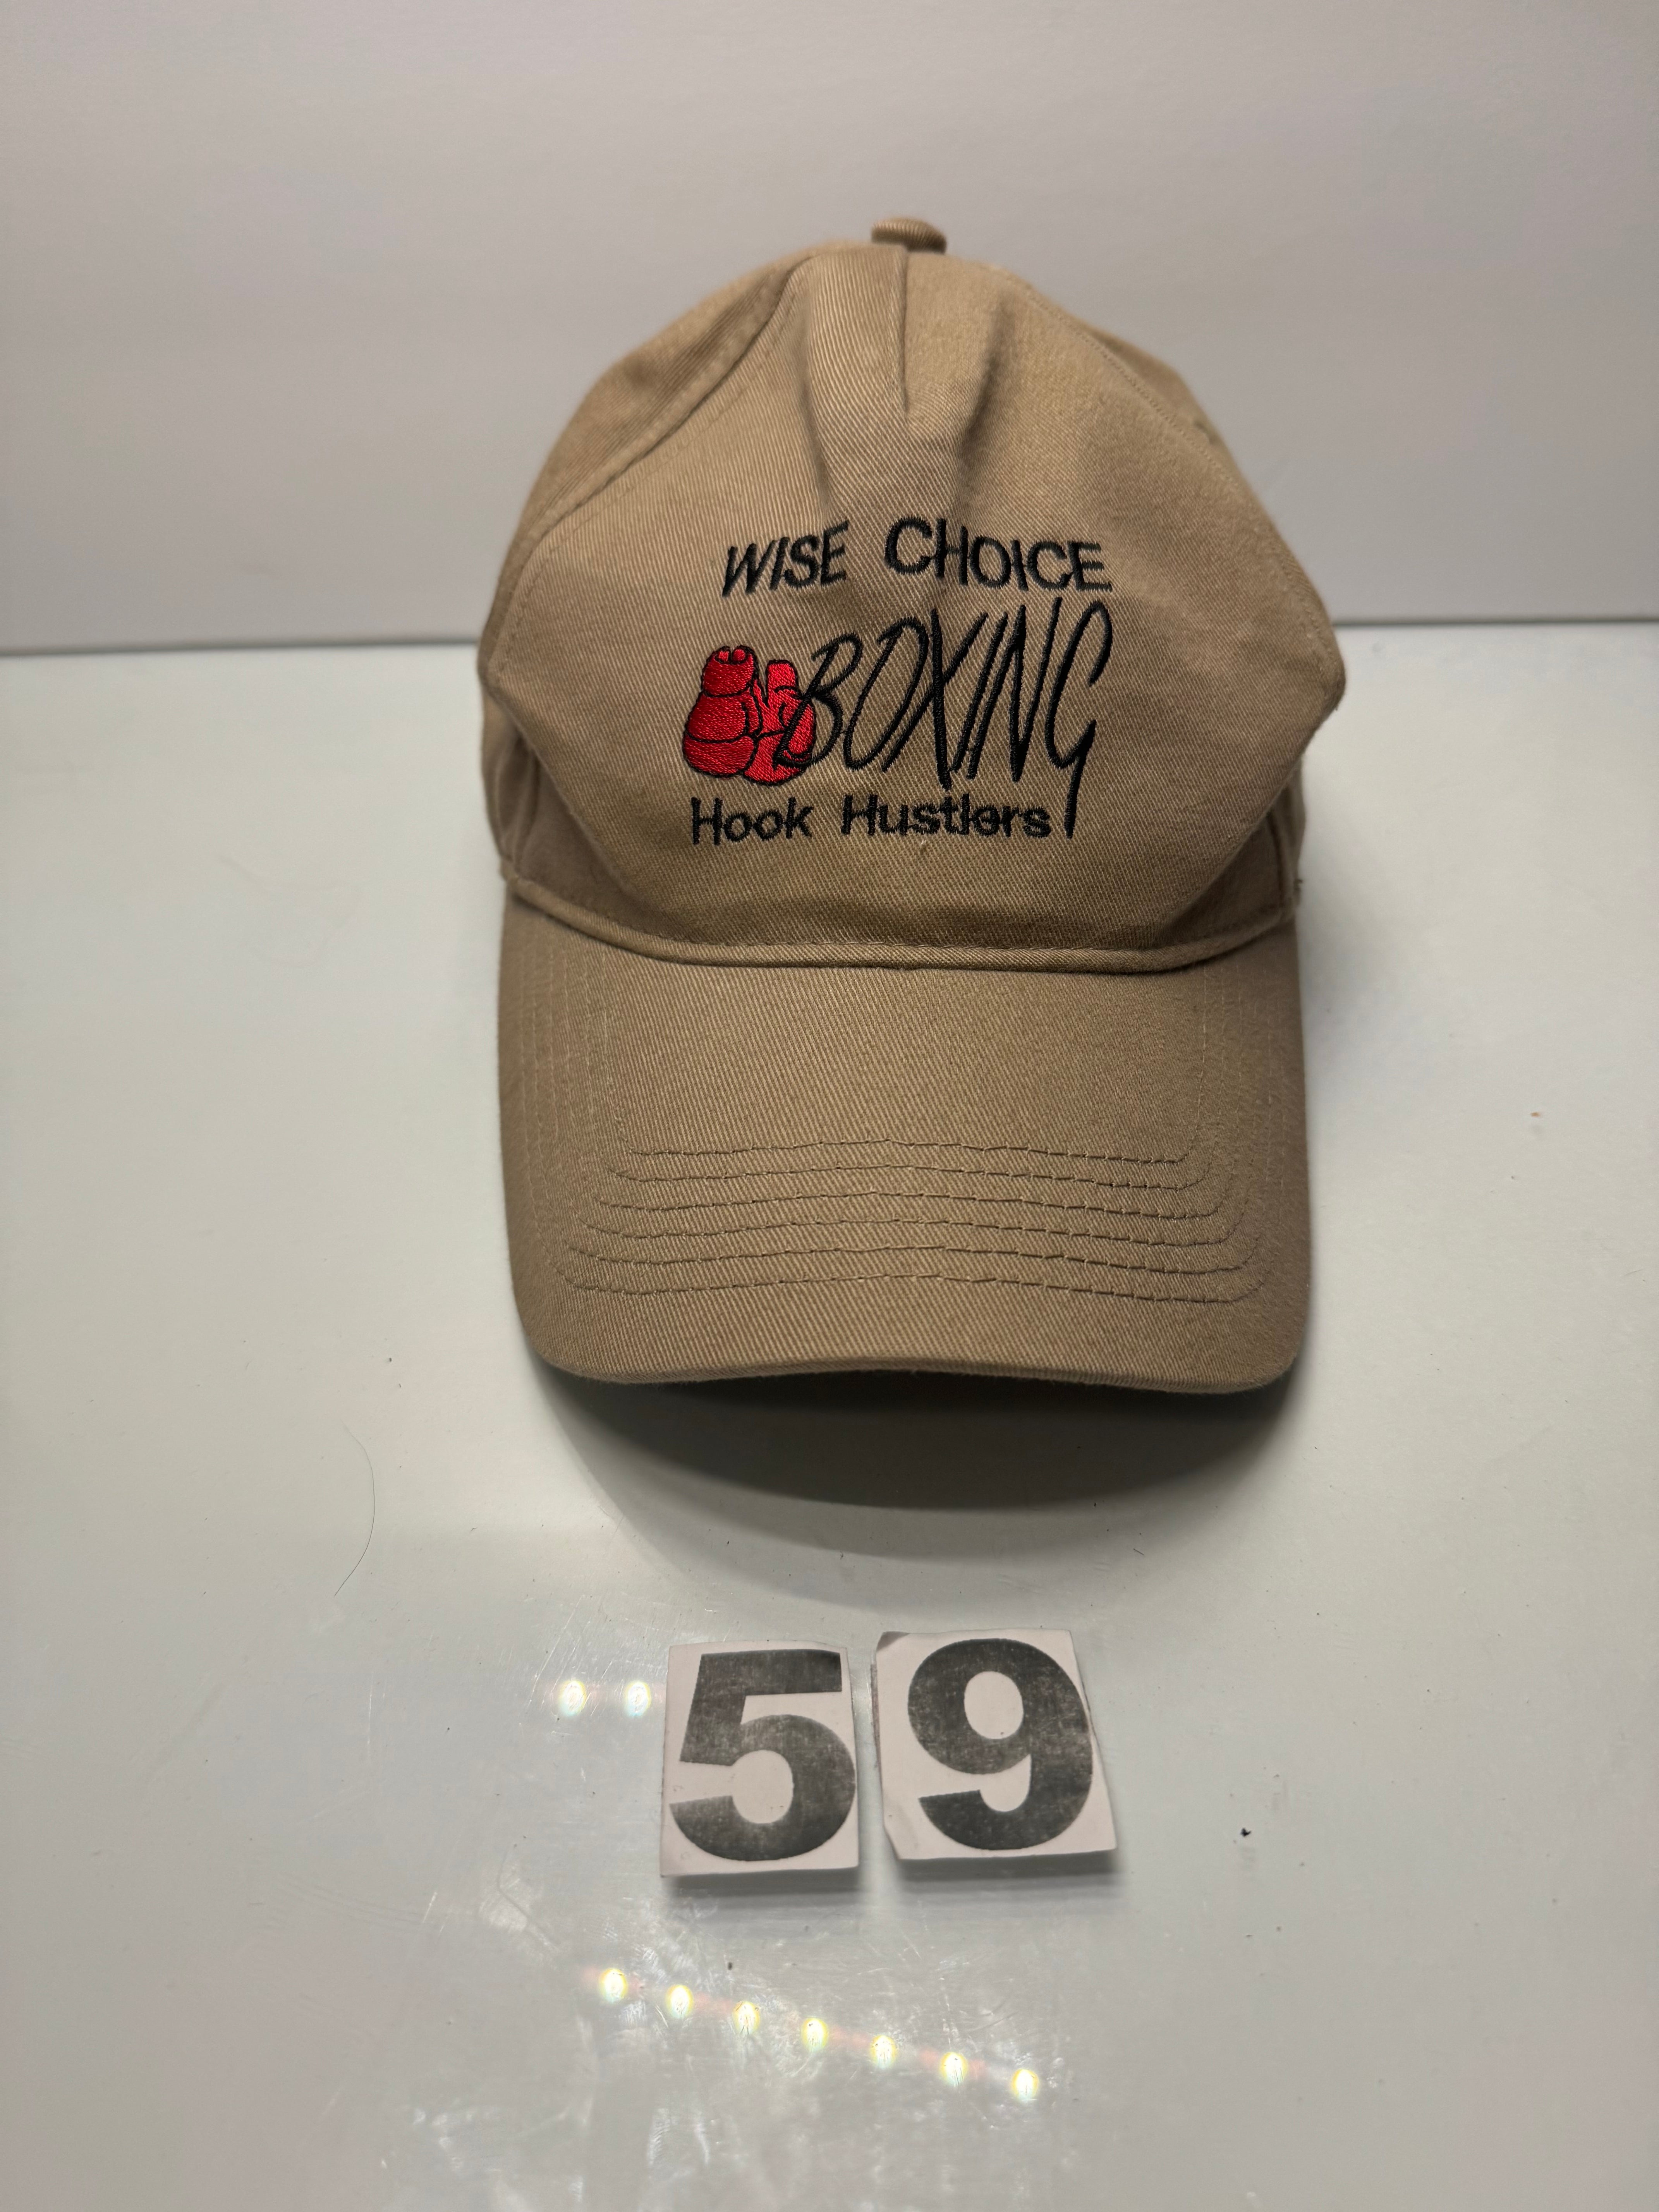 WISE CHOICE
BOXING
Hook Hustlers
59